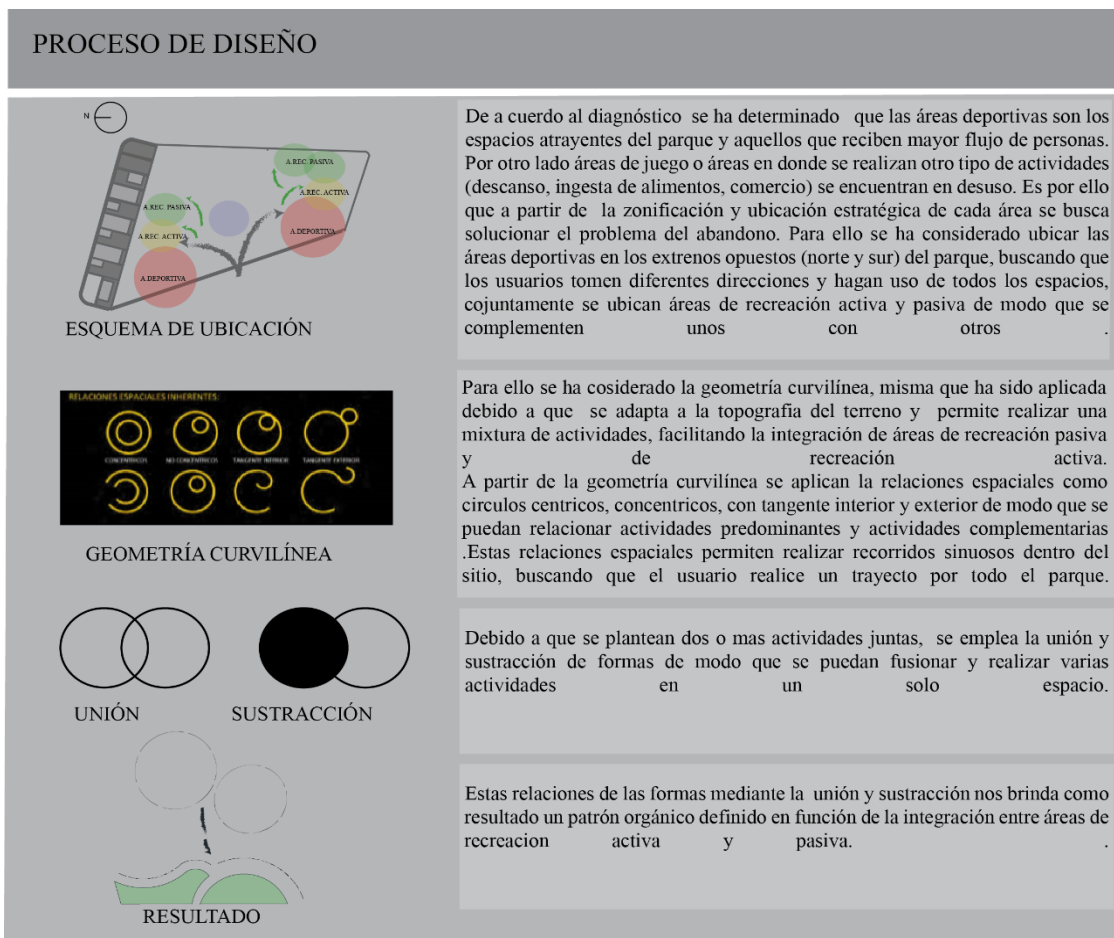 PROCESO DE DISEÑO
N
A.REC. PASIVA
A.REC. ACTIVA
A.DEPORTIVA
A.REC. PASIVA
A.REC. ACTIVA
A.DEPORTIVA
ESQUEMA DE UBICACIÓN
De a cuerdo al diagnóstico se ha determinado que las áreas deportivas son los
espacios atrayentes del parque y aquellos que reciben mayor flujo de personas.
Por otro lado áreas de juego o áreas en donde se realizan otro tipo de actividades
(descanso, ingesta de alimentos, comercio) se encuentran en desuso. Es por ello
que a partir de la zonificación y ubicación estratégica de cada área se busca
solucionar el problema del abandono. Para ello se ha considerado ubicar las
áreas deportivas en los extrenos opuestos (norte y sur) del parque, buscando que
los usuarios tomen diferentes direcciones y hagan uso de todos los espacios,
cojuntamente se ubican áreas de recreación activa y pasiva de modo que se
complementen unos con otros .
RELACIONES ESPACIALES INHERENTES:
CONCENTRICOS NO CONCENTRICOS TANGENTE INTERIOR TANGENTE EXTERIOR
GEOMETRÍA CURVILÍNEA
Para ello se ha cosiderado la geometría curvilínea, misma que ha sido aplicada
debido a que se adapta a la topografia del terreno y permite realizar una
mixtura de actividades, facilitando la integración de áreas de recreación pasiva
y de recreación activa.
A partir de la geometría curvilínea se aplican la relaciones espaciales como
circulos centricos, concentricos, con tangente interior y exterior de modo que se
puedan relacionar actividades predominantes y actividades complementarias
.Estas relaciones espaciales permiten realizar recorridos sinuosos dentro del
sitio, buscando que el usuario realice un trayecto por todo el parque.
UNIÓN SUSTRACCIÓN
Debido a que se plantean dos o mas actividades juntas, se emplea la unión y
sustracción de formas de modo que se puedan fusionar y realizar varias
actividades en un solo espacio.
RESULTADO
Estas relaciones de las formas mediante la unión y sustracción nos brinda como
resultado un patrón orgánico definido en función de la integración entre áreas de
recreacion activa y pasiva. .